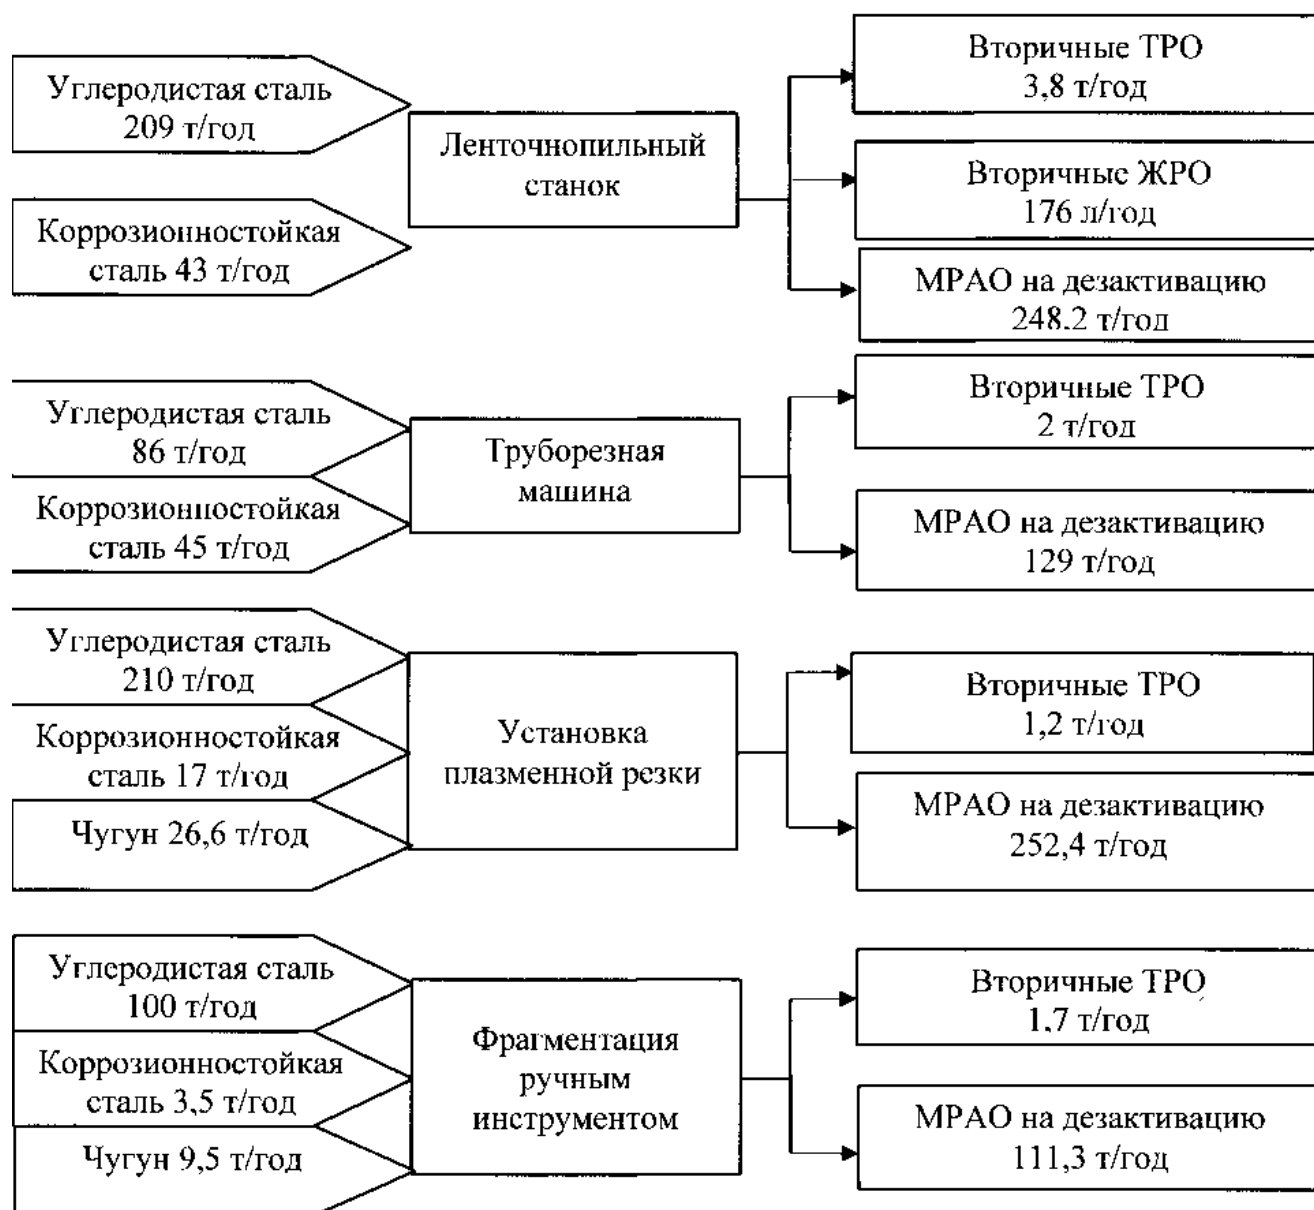 Углеродистая сталь
209 т/год
Коррозионностойкая
сталь 43 т/год
Ленточнопильный
станок
Вторичные ТРО
3,8 т/год
Вторичные ЖРО
176 л/год
МРАО на дезактивацию
248,2 т/год
Углеродистая сталь
86 т/год
Коррозионностойкая
сталь 45 т/год
Труборезная
машина
Вторичные ТРО
2 т/год
МРАО на дезактивацию
129 т/год
Углеродистая сталь
210 т/год
Коррозионностойкая
сталь 17 т/год
Чугун 26,6 т/год
Установка
плазменной резки
Вторичные ТРО
1,2 т/год
МРАО на дезактивацию
252,4 т/год
Углеродистая сталь
100 т/год
Коррозионностойкая
сталь 3,5 т/год
Чугун 9,5 т/год
Фрагментация
ручным
инструментом
Вторичные ТРО
1,7 т/год
МРАО на дезактивацию
111,3 т/год